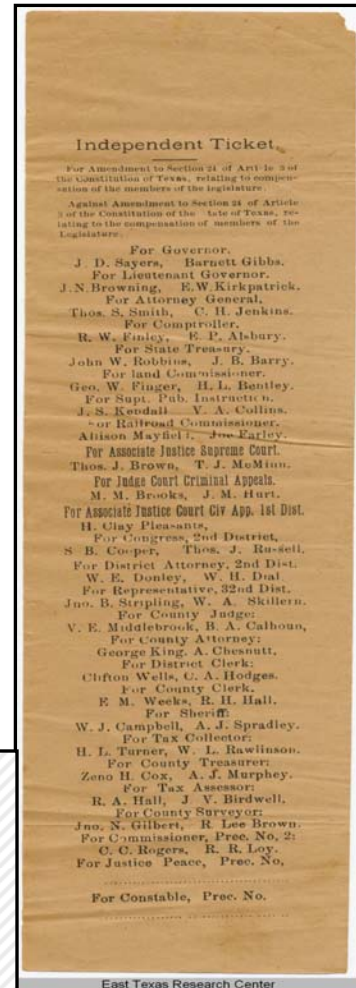 Independent Ticket.
For Amendment to Section 24 of Article 3 of
the Constitution of Texas, relating to compen-
sation of the members of the legislature.
Against Amendment to Section 24 of Article
3 of the Constitution of the tate of Texas, re-
lating to the compensation of members of the
Legislature.
For Governor,
J. D. Sayers, Barnett Gibbs.
For Lieutenant Governor.
J.N.Browning, E.W.Kirkpatrick.
For Attorney General,
Thos. S. Smith, C. H. Jenkins.
For Comptroller,
R. W. Finley, E. P. Alsbury.
For State Treasury.
John W. Robbins, J. B. Barry.
For land Commissioner.
Geo. W. Finger, H. L. Bentley.
For Supt. Pub. Instruction.
J. S. Kendall V. A. Collins.
or Railroad Commissioner.
Allison Mayfield, Joe Farley.
For Associate Justice Supreme Court.
Thos. J. Brown, T. J. McMinn.
For Judge Court Criminal Appeals.
M. M. Brooks, J. M. Hurt.
For Associate Justice Court Civ App. 1st Dist.
H. Clay Pleasants,
For Congress, 2nd District,
S B. Cooper, Thos. J. Russell.
For District Attorney, 2nd Dist.
W. E. Donley, W. H. Dial
For Representative, 32nd Dist.
Jno. B. Stripling, W. A. Skillern.
For County Judge:
V. E. Middlebrook, B. A. Calhoun,
For County Attorney:
George King. A. Chesnutt,
For District Clerk:
Clifton Wells, C. A. Hodges.
For County Clerk,
E M. Weeks, R. H. Hall.
For Sheriff:
W. J. Campbell, A. J. Spradley.
For Tax Collector:
H. L. Turner, W. L. Rawlinson.
For County Treasurer:
Zeno H. Cox, A. J. Murphey.
For Tax Assessor:
R. A. Hall, J. V. Birdwell,
For County Surveyor:
Jno. N. Gilbert, R. Lee Brown.
For Commissioner, Prec. No, 2:
C. C. Rogers, R. R. Loy.
For Justice Peace, Prec. No,
For Constable, Prec. No.
East Texas Research Center